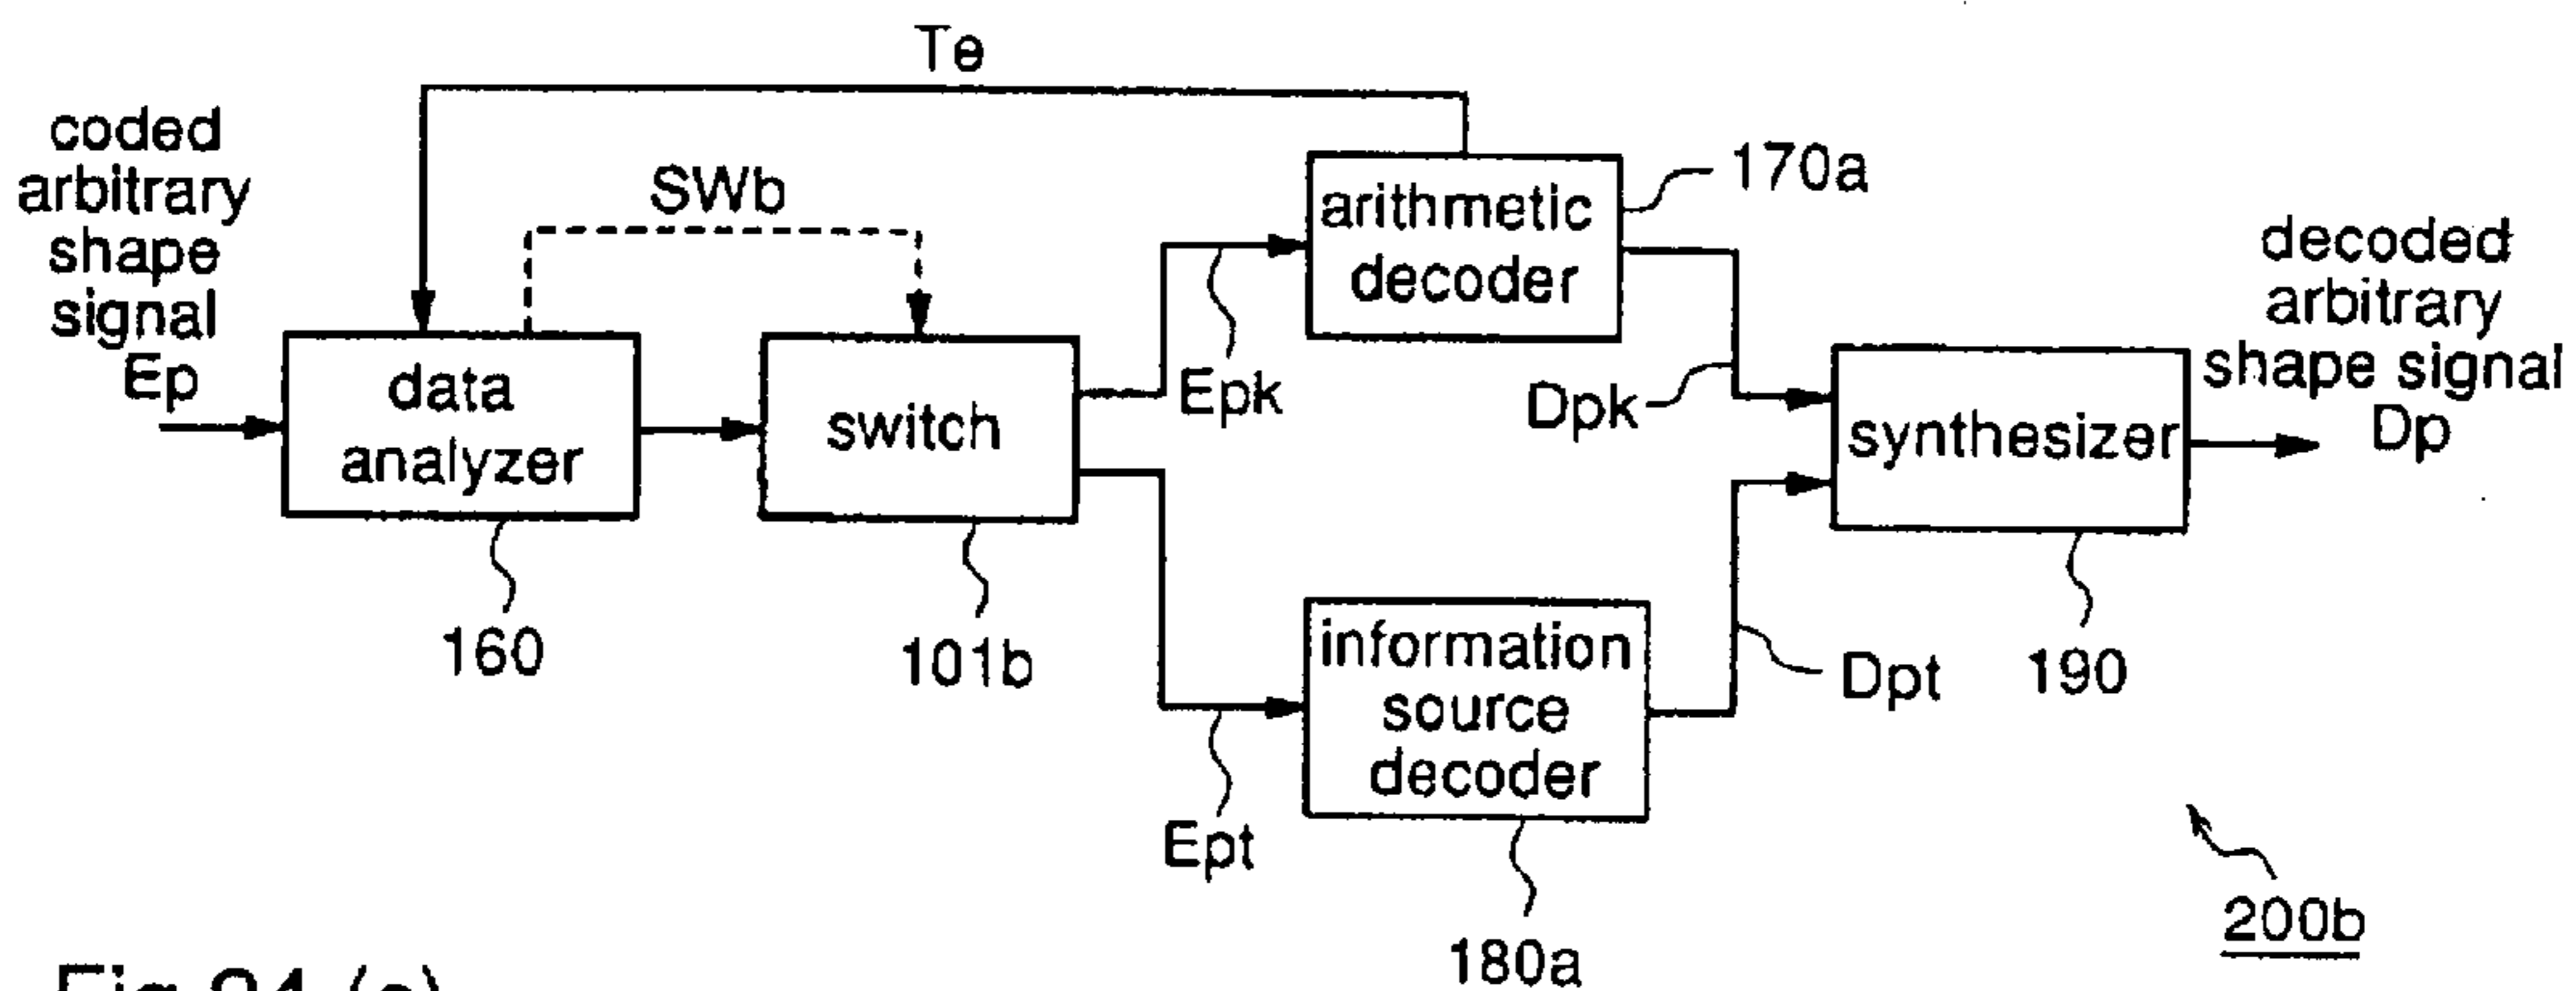 Te
coded
arbitrary
shape
signal
Ep
SWb
data
analyzer
160
switch
101b
Epk
Ept
arithmetic
decoder
170a
Dpk
information
source
decoder
180a
Dpt
synthesizer
190
decoded
arbitrary
shape signal
Dp
200b